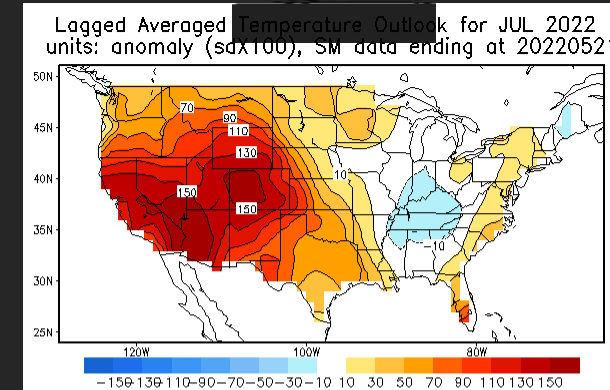 Lagged Averaged Temperature Outlook for JUL 2022
units: anomaly (sdX100), SM data ending at 2022052
50N
45N
40N
35N
30N
25N
70
90
110
130
150
150
10
−10
120W 100W 80W
−150 −130 −110 −90 −70 −50 −30 −10 10 30 50 70 90 110 130 150